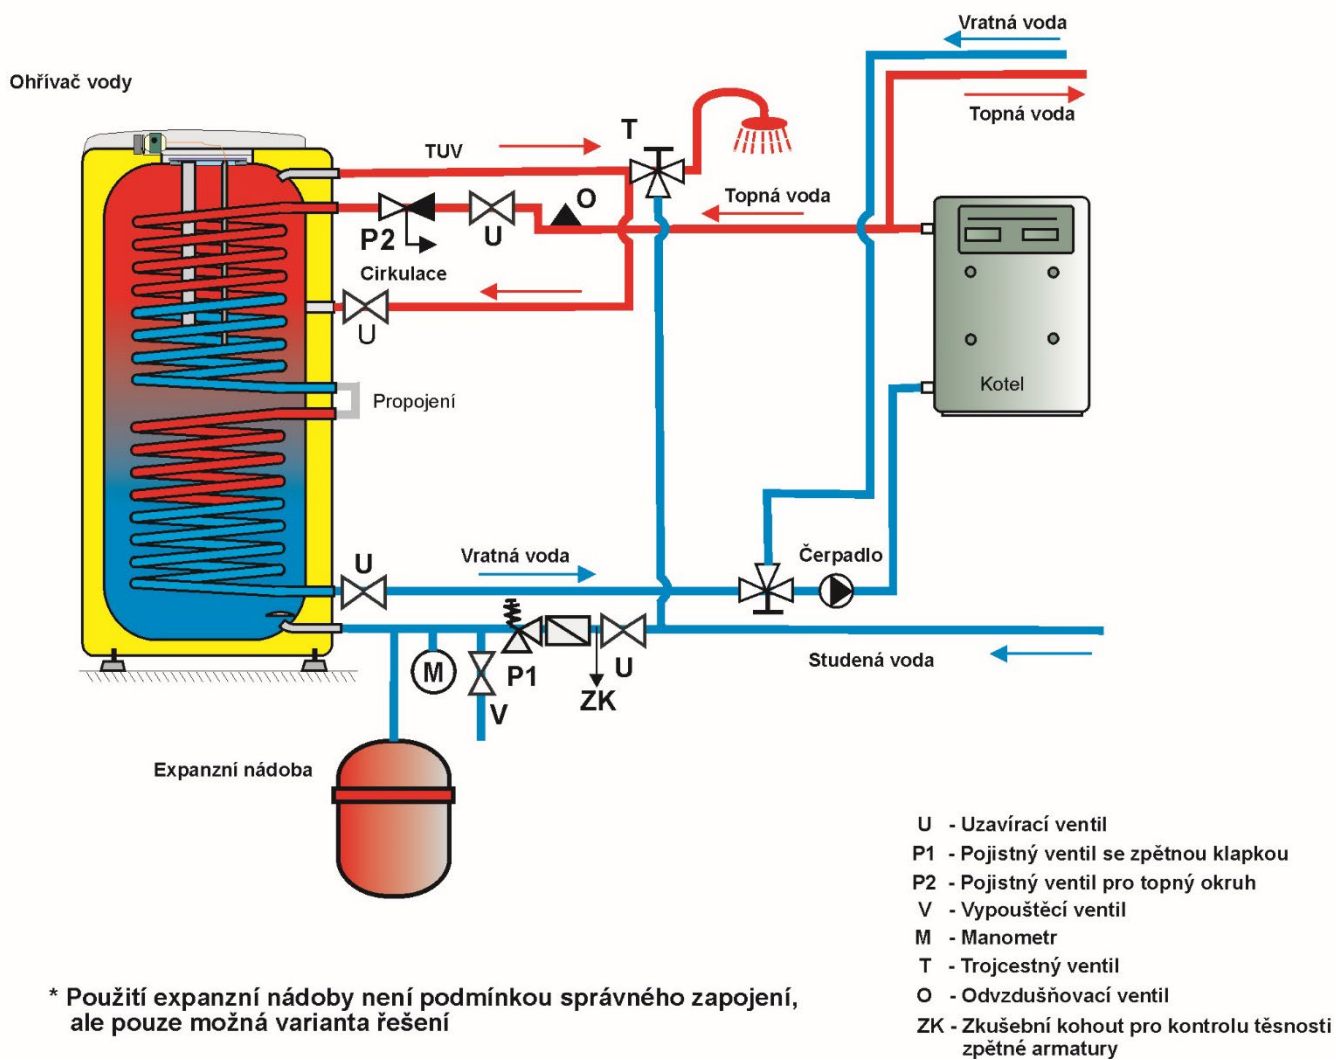 Vratná voda
Ohřívač vody
Topná voda
T
TUV
O
Topná voda
P2
U
Cirkulace
U
Kotel
Propojení
U
Vratná voda
Čerpadlo
M
P1
U
Studená voda
ZK
V
Expanzní nádoba
U - Uzavírací ventil
P1 - Pojistný ventil se zpětnou klapkou
P2 - Pojistný ventil pro topný okruh
V - Vypouštěcí ventil
M - Manometr
T - Trojcestný ventil
O - Odvzdušňovací ventil
ZK - Zkušební kohout pro kontrolu těsnosti
zpětné armatury
* Použití expanzní nádoby není podmínkou správného zapojení,
ale pouze možná varianta řešení